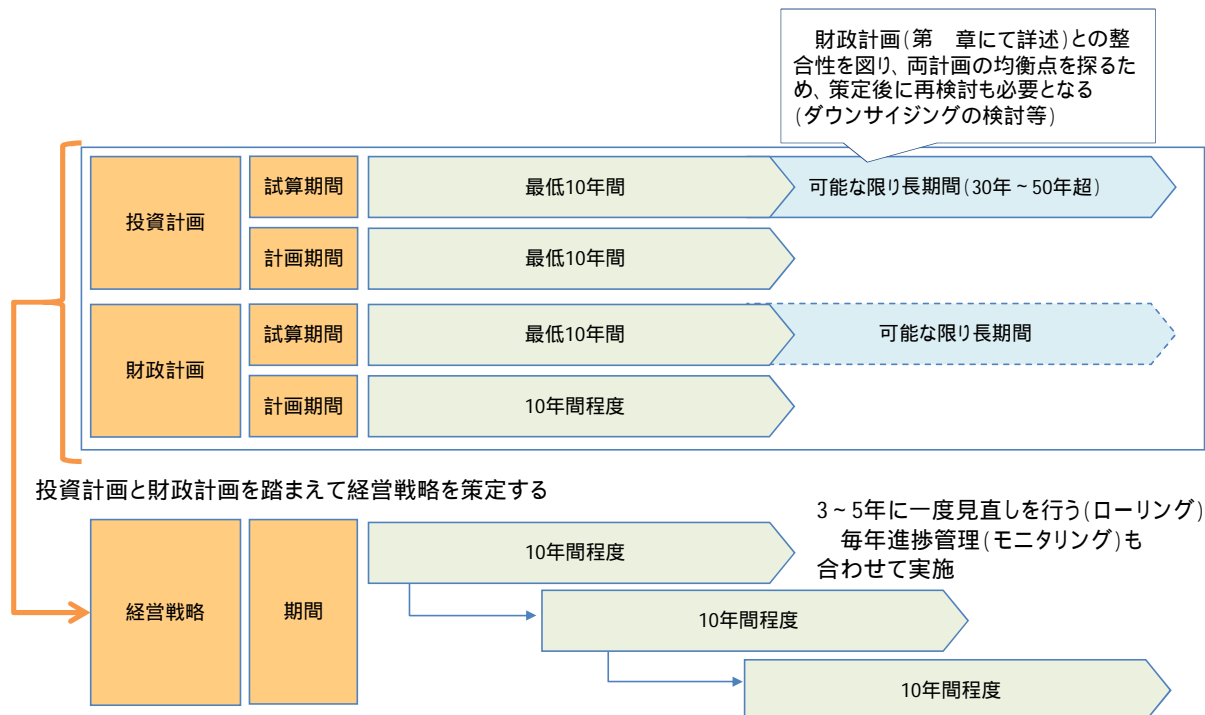 財政計画(第　章にて詳述)との整
合性を図り、両計画の均衡点を探るた
め、策定後に再検討も必要となる
(ダウンサイジングの検討等)
投資計画
試算期間
最低10年間
可能な限り長期間(30年~50年超)
計画期間
最低10年間
財政計画
試算期間
最低10年間
可能な限り長期間
計画期間
10年間程度
投資計画と財政計画を踏まえて経営戦略を策定する
3~5年に一度見直しを行う(ローリング)
毎年進捗管理(モニタリング)も
合わせて実施
経営戦略
期間
10年間程度
10年間程度
10年間程度